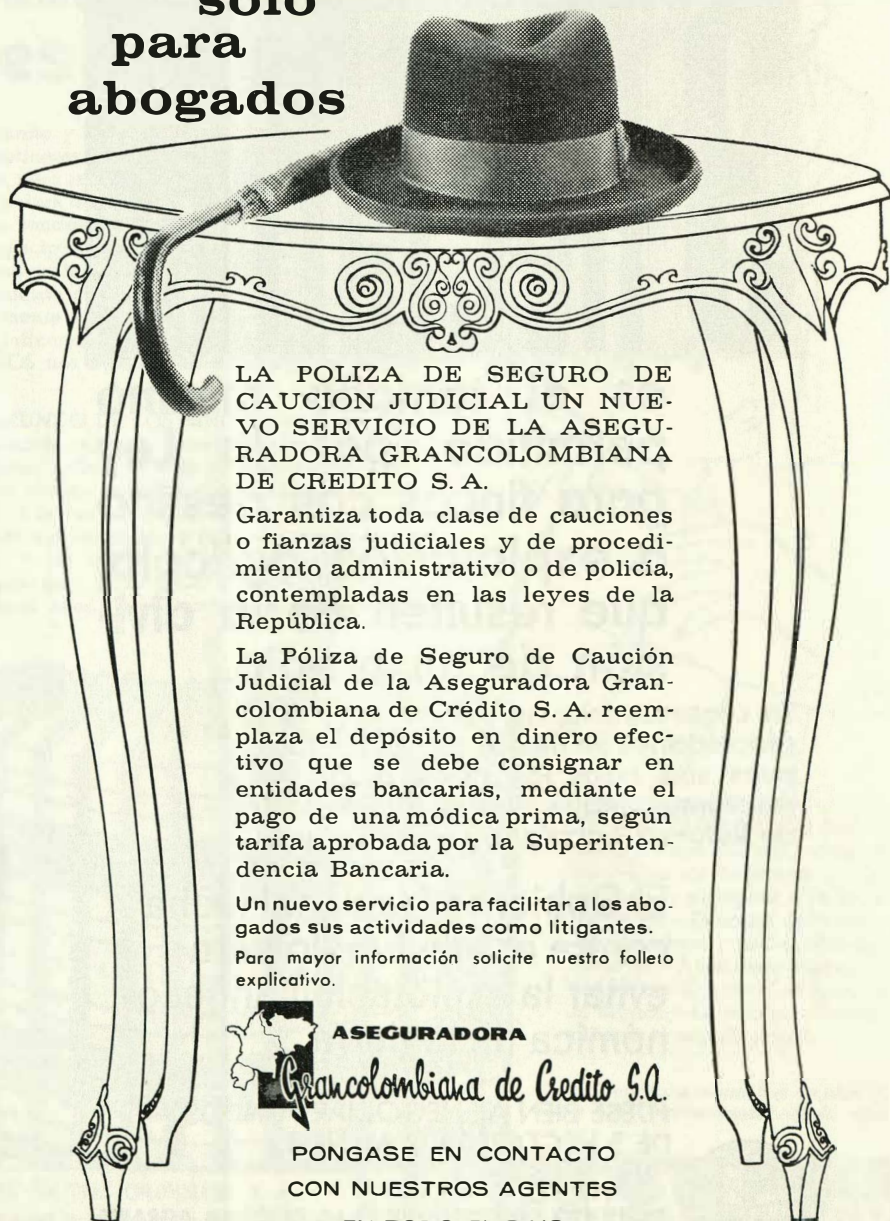 solo
para
abogados
LA POLIZA DE SEGURO DE
CAUCION JUDICIAL UN NUE-
VO SERVICIO DE LA ASEGU-
RADORA GRANCOLOMBIANA
DE CREDITO S. A.
Garantiza toda clase de cauciones
o fianzas judiciales y de procedi-
miento administrativo o de policía,
contempladas en las leyes de la
República.
La Póliza de Seguro de Caución
Judicial de la Aseguradora Gran-
colombiana de Crédito S. A. reem-
plaza el depósito en dinero efec-
tivo que se debe consignar en
entidades bancarias, mediante el
pago de una módica prima, según
tarifa aprobada por la Superinten-
dencia Bancaria.
Un nuevo servicio para facilitar a los abo-
gados sus actividades como litigantes.
Para mayor información solicite nuestro folleto
explicativo.
ASEGURADORA
Grancolombiana de Credito S.A.
PONGASE EN CONTACTO
CON NUESTROS AGENTES